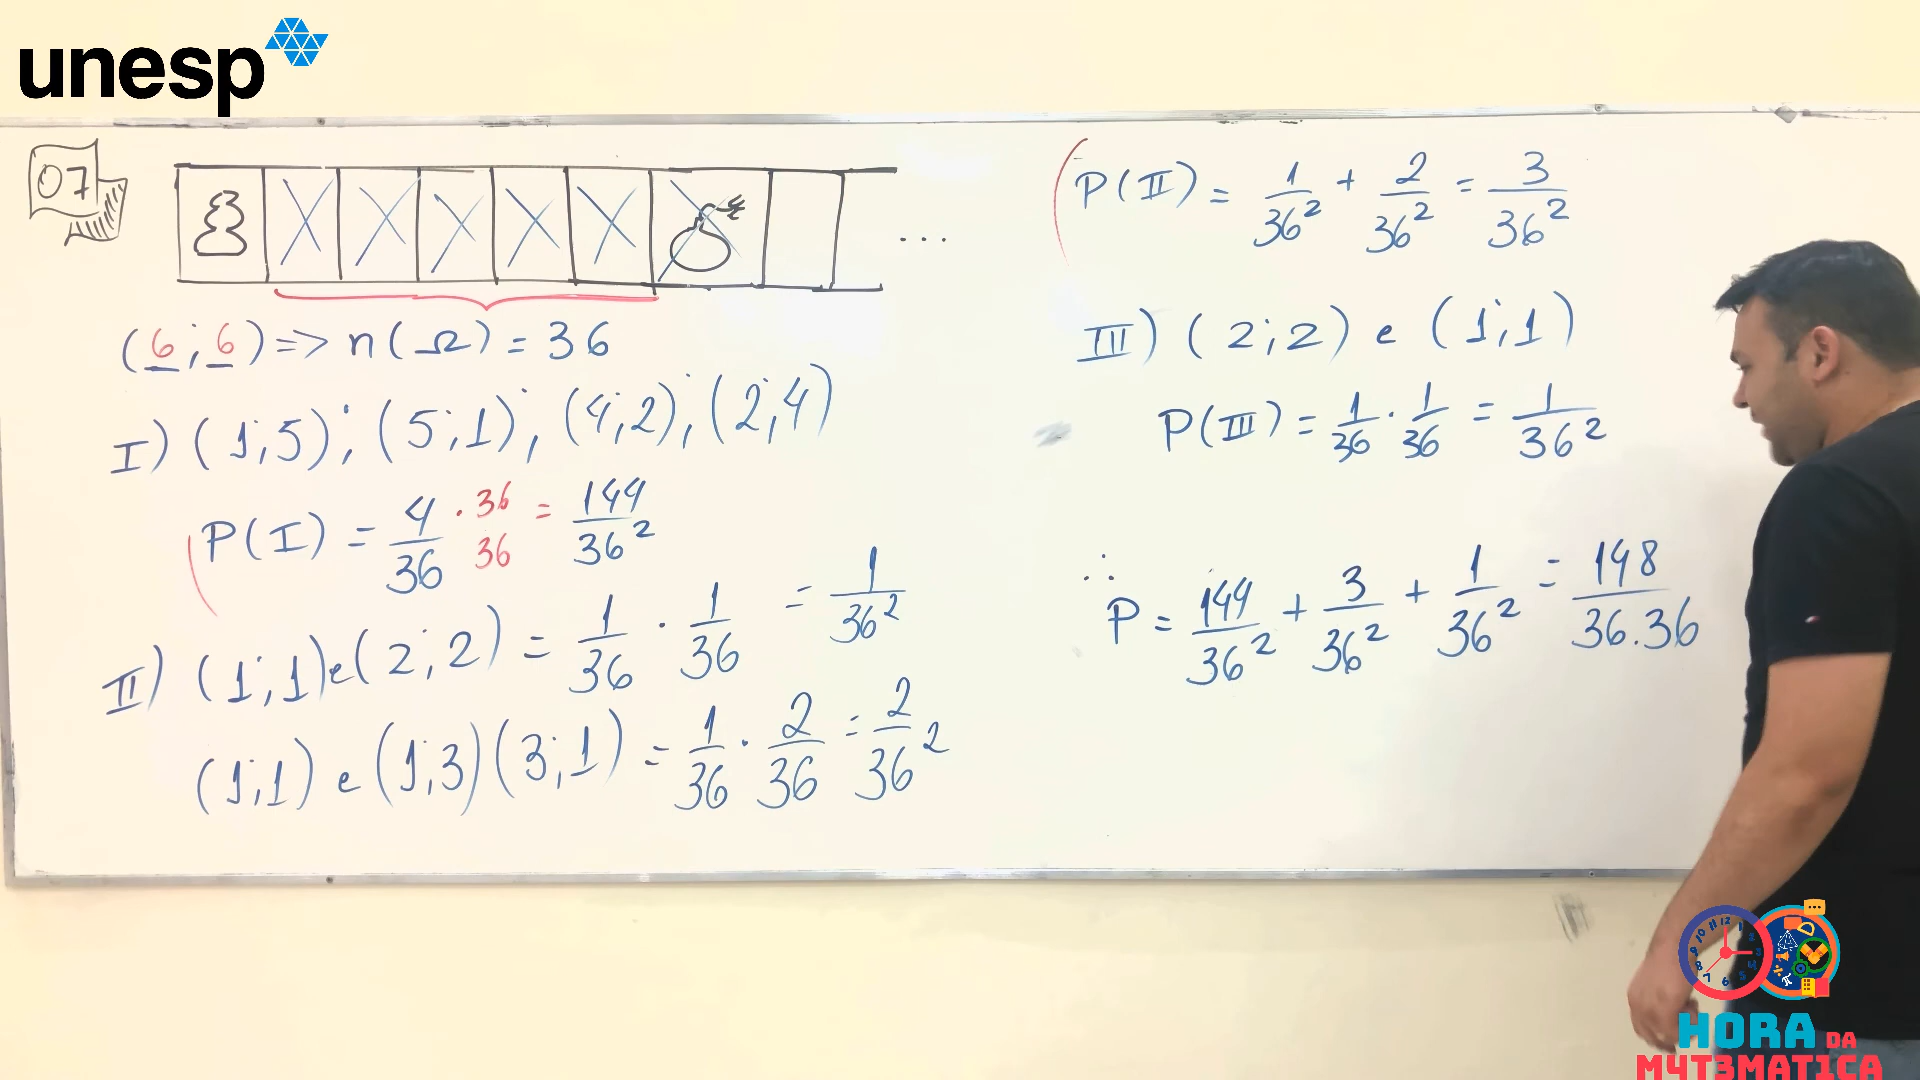 unesp
07
...
(6;6) => n(Ω) = 36
I) (1;5); (5;1); (4;2); (2;4)
P(I) = 4/36 · 36/36 = 144/36²
II) (1;1) e (2;2) = 1/36 · 1/36 = 1/36²
(1;1) e (1;3) (3;1) = 1/36 · 2/36 = 2/36²
P(II) = 1/36² + 2/36² = 3/36²
III) (2;2) e (1;1)
P(III) = 1/36 · 1/36 = 1/36²
∴ P = 144/36² + 3/36² + 1/36² = 148/36.36
HORA DA
M4T3M4T1CA